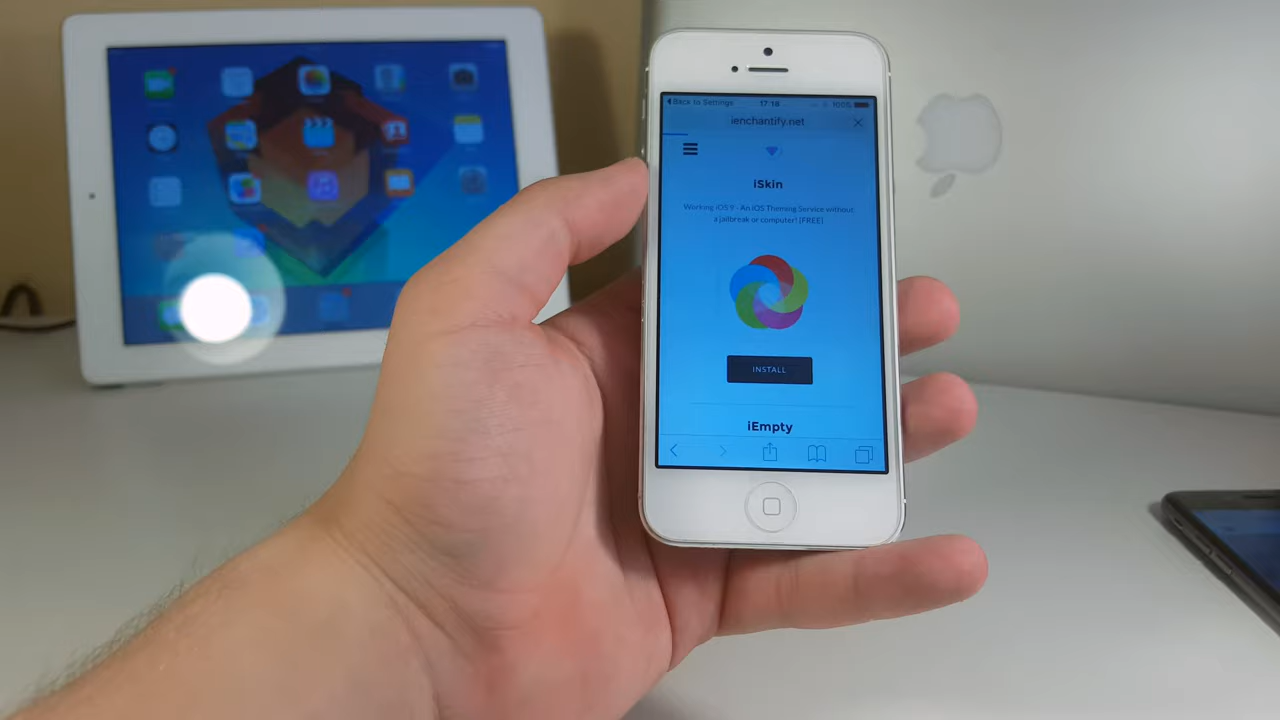 Back to Settings 17:18 100%
ienchantify.net
iSkin
Working iOS 9 - An iOS Theming Service without
a jailbreak or computer! [FREE]
INSTALL
iEmpty